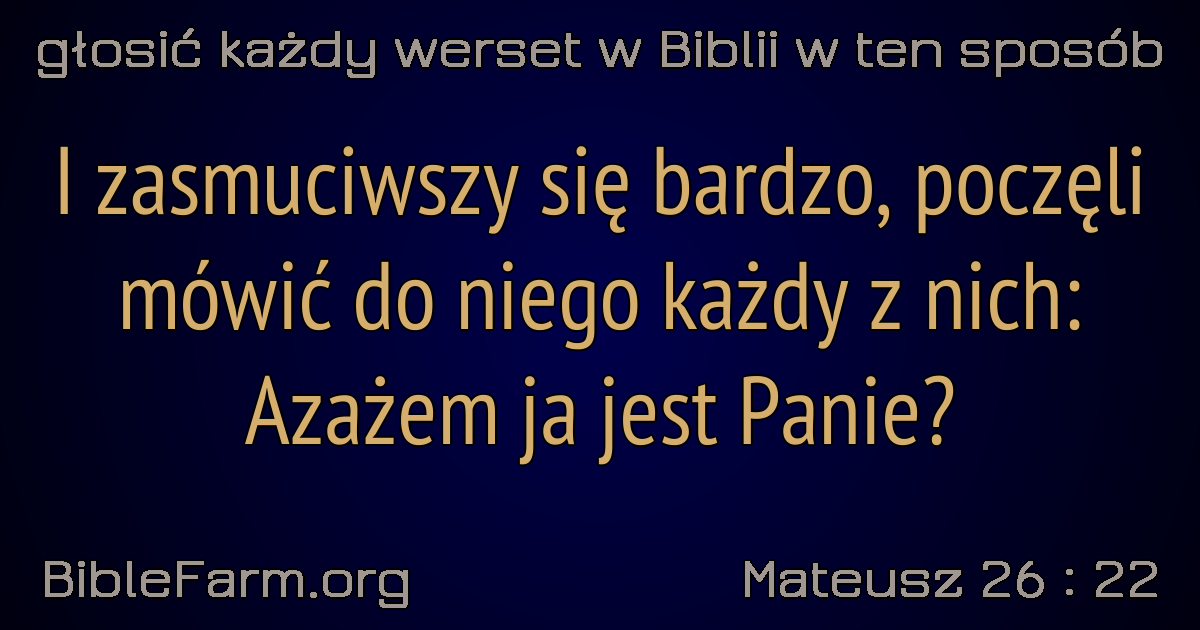 głosić każdy werset w Biblii w ten sposób
I zasmuciwszy się bardzo, poczęli
mówić do niego każdy z nich:
Azażem ja jest Panie?
BibleFarm.org
Mateusz 26 : 22